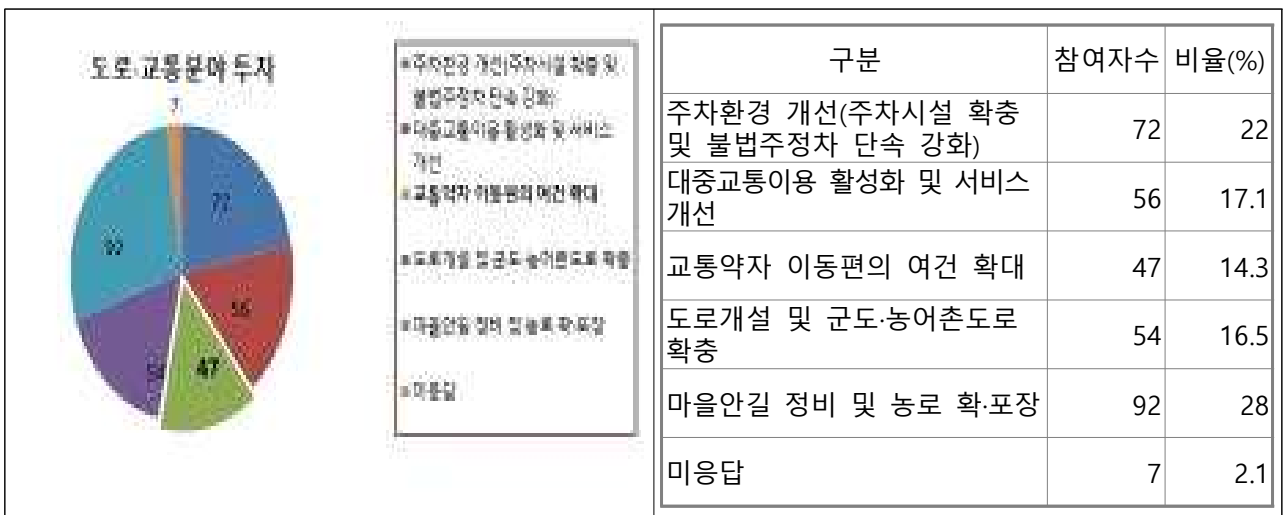 도로·교통분야 투자
7
72
56
47
54
92
주차환경 개선(주차시설 확충 및
불법주정차 단속 강화)
대중교통이용 활성화 및 서비스
개선
교통약자 이동편의 여건 확대
도로개설 및 군도·농어촌도로 확충
마을안길 정비 및 농로 확·포장
미응답
구분 참여자수 비율(%)
주차환경 개선(주차시설 확충
및 불법주정차 단속 강화) 72 22
대중교통이용 활성화 및 서비스
개선 56 17.1
교통약자 이동편의 여건 확대 47 14.3
도로개설 및 군도·농어촌도로
확충 54 16.5
마을안길 정비 및 농로 확·포장 92 28
미응답 7 2.1